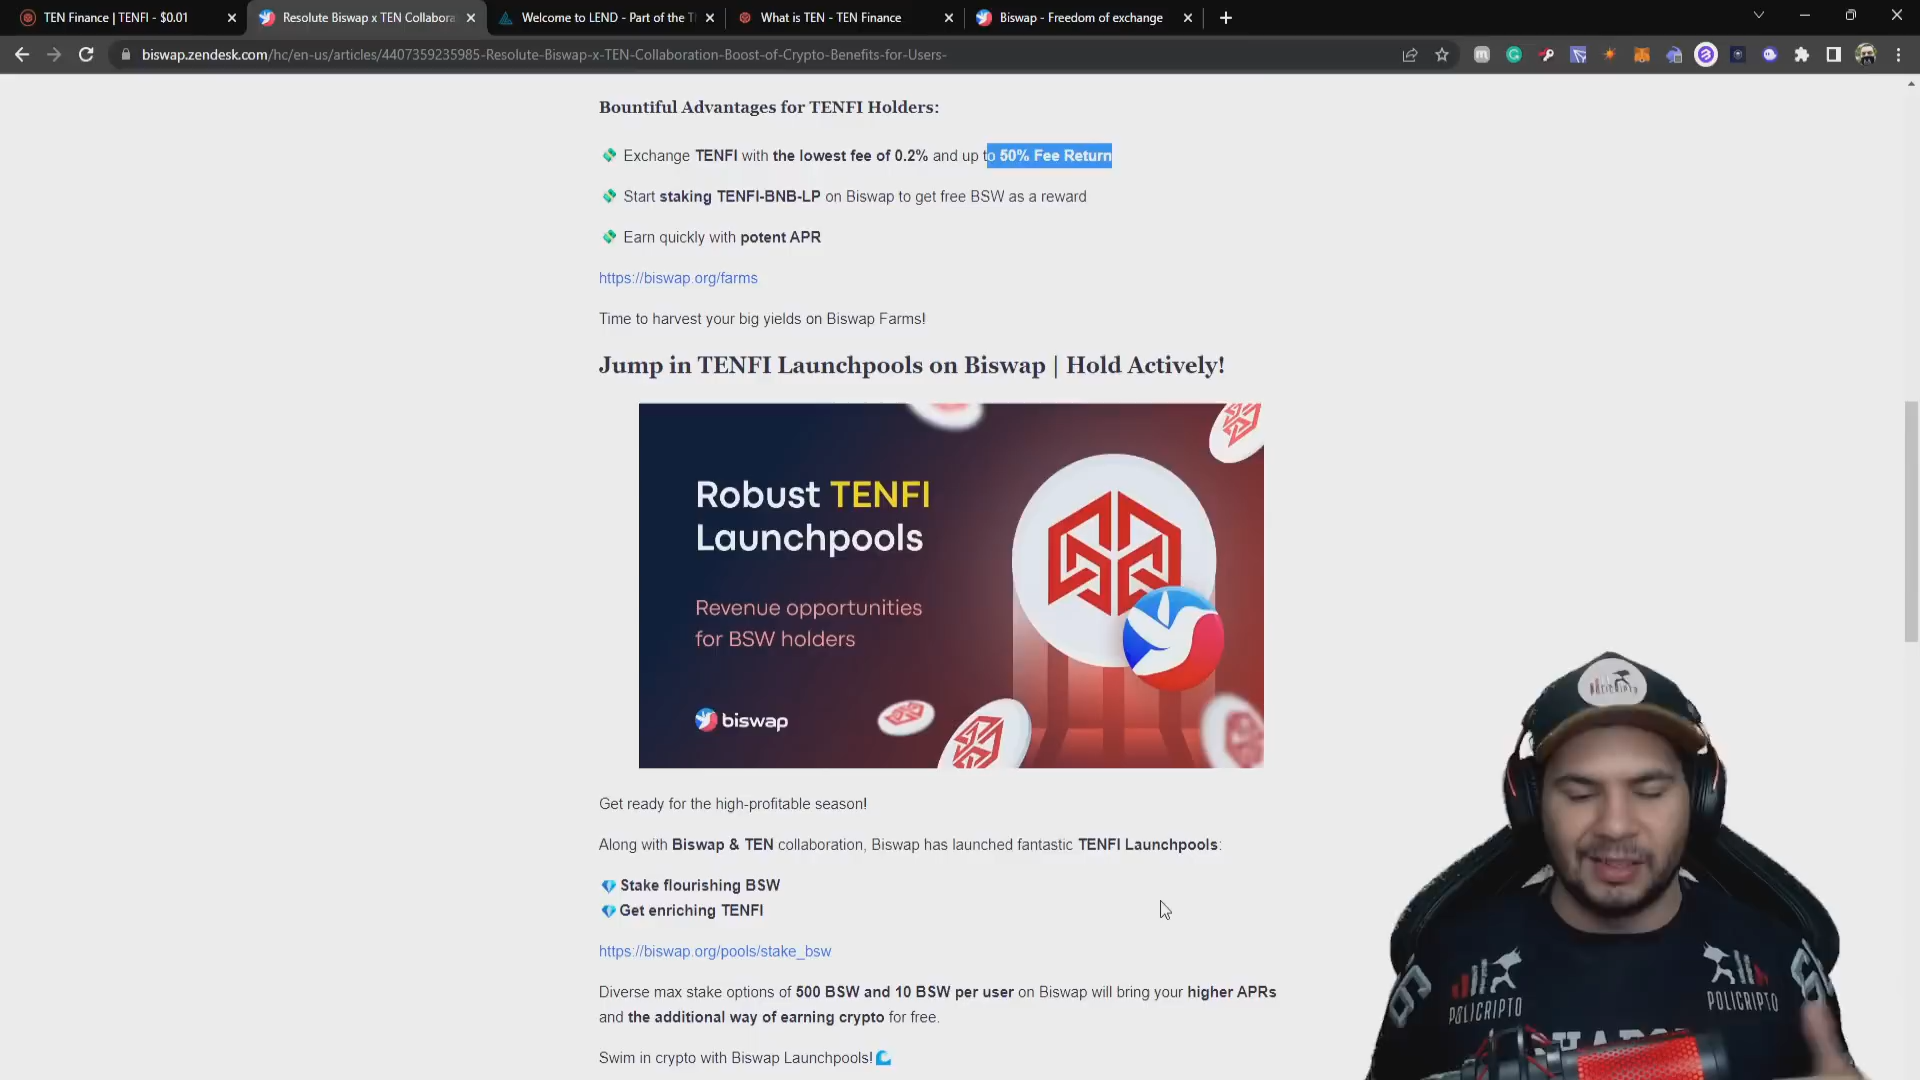 TEN Finance | TENFI - $0.01
Resolute Biswap x TEN Collabora
Welcome to LEND - Part of the T
What is TEN - TEN Finance
Biswap - Freedom of exchange
biswap.zendesk.com/hc/en-us/articles/4407359235985-Resolute-Biswap-x-TEN-Collaboration-Boost-of-Crypto-Benefits-for-Users-
Bountiful Advantages for TENFI Holders:
💸 Exchange TENFI with the lowest fee of 0.2% and up to 50% Fee Return
💸 Start staking TENFI-BNB-LP on Biswap to get free BSW as a reward
💸 Earn quickly with potent APR
https://biswap.org/farms
Time to harvest your big yields on Biswap Farms!
Jump in TENFI Launchpools on Biswap | Hold Actively!
Robust TENFI
Launchpools
Revenue opportunities
for BSW holders
biswap
Get ready for the high-profitable season!
Along with Biswap & TEN collaboration, Biswap has launched fantastic TENFI Launchpools:
💎 Stake flourishing BSW
💎 Get enriching TENFI
https://biswap.org/pools/stake_bsw
Diverse max stake options of 500 BSW and 10 BSW per user on Biswap will bring your higher APRs
and the additional way of earning crypto for free.
Swim in crypto with Biswap Launchpools!🌊
POLICRIPTO
POLICRIPTO